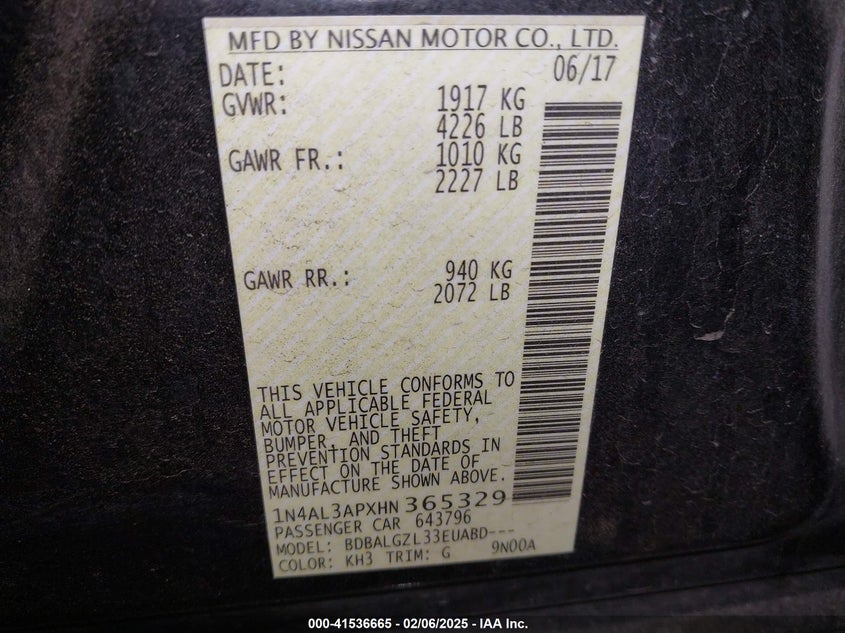 MFD BY NISSAN MOTOR CO., LTD.
DATE: 06/17
GVWR: 1917 KG
4226 LB
GAWR FR.: 1010 KG
2227 LB
GAWR RR.: 940 KG
2072 LB
THIS VEHICLE CONFORMS TO
ALL APPLICABLE FEDERAL
MOTOR VEHICLE SAFETY,
BUMPER, AND THEFT
PREVENTION STANDARDS IN
EFFECT ON THE DATE OF
MANUFACTURE SHOWN ABOVE.
1N4AL3APXHN365329
PASSENGER CAR 643796
MODEL: BDBALGZL33EUABD---
COLOR: KH3 TRIM: G 9N00A
000-41536665 - 02/06/2025 - IAA Inc.